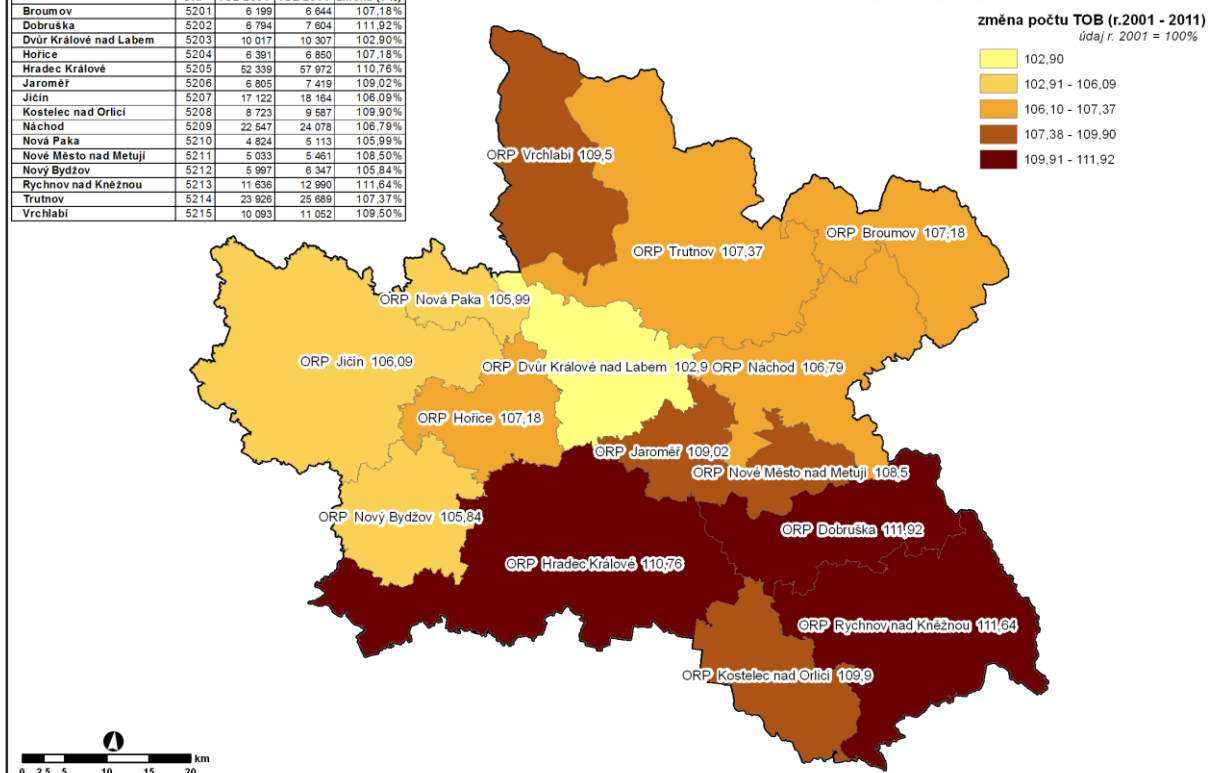 Broumov 5201 6 199 6 644 107,18%
Dobruška 5202 6 794 7 604 111,92%
Dvůr Králové nad Labem 5203 10 017 10 307 102,90%
Hořice 5204 6 391 6 850 107,18%
Hradec Králové 5205 52 339 57 972 110,76%
Jaroměř 5206 6 805 7 419 109,02%
Jičín 5207 17 122 18 164 106,09%
Kostelec nad Orlicí 5208 8 723 9 587 109,90%
Náchod 5209 22 547 24 078 106,79%
Nová Paka 5210 4 824 5 113 105,99%
Nové Město nad Metují 5211 5 033 5 461 108,50%
Nový Bydžov 5212 5 997 6 347 105,84%
Rychnov nad Kněžnou 5213 11 636 12 990 111,64%
Trutnov 5214 23 926 25 689 107,37%
Vrchlabí 5215 10 093 11 052 109,50%
změna počtu TOB (r.2001 - 2011)
údaj r. 2001 = 100%
102,90
102,91 - 106,09
106,10 - 107,37
107,38 - 109,90
109,91 - 111,92
ORP Vrchlabí 109,5
ORP Trutnov 107,37
ORP Broumov 107,18
ORP Nová Paka 105,99
ORP Jičín 106,09
ORP Dvůr Králové nad Labem 102,9
ORP Náchod 106,79
ORP Hořice 107,18
ORP Jaroměř 109,02
ORP Nové Město nad Metují 108,5
ORP Nový Bydžov 105,84
ORP Dobruška 111,92
ORP Hradec Králové 110,76
ORP Rychnov nad Kněžnou 111,64
ORP Kostelec nad Orlicí 109,9
km
0 2,5 5 10 15 20